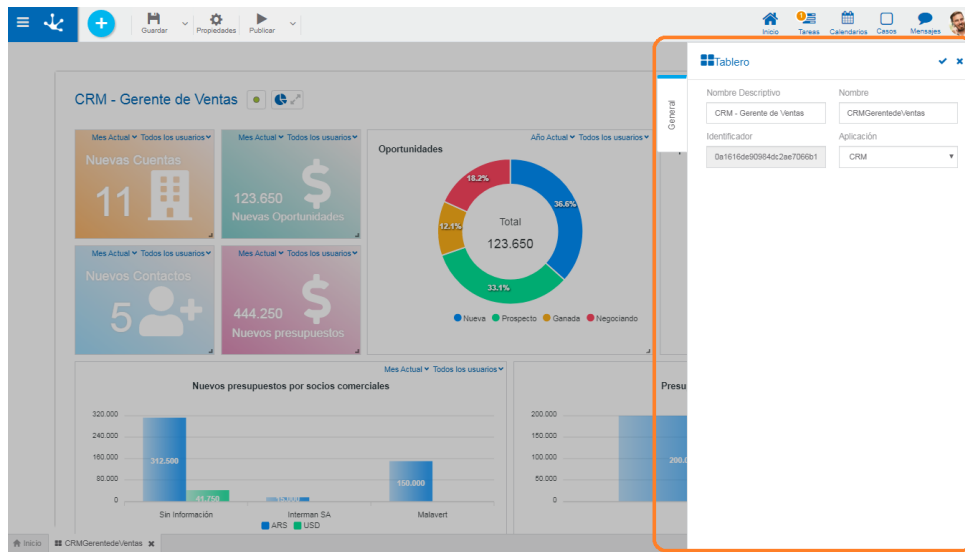 Guardar
Propiedades
Publicar
Inicio
Tareas
Calendarios
Casos
Mensajes
CRM - Gerente de Ventas
Mes Actual Todos los usuarios
Nuevas Cuentas
11
Mes Actual Todos los usuarios
123.650
Nuevas Oportunidades
Mes Actual Todos los usuarios
Nuevos Contactos
5
Mes Actual Todos los usuarios
444.250
Nuevos presupuestos
Año Actual Todos los usuarios
Oportunidades
18.2%
36.6%
12.1%
33.1%
Total
123.650
Nueva Prospecto Ganada Negociando
Mes Actual Todos los usuarios
Nuevos presupuestos por socios comerciales
320.000
240.000
160.000
80.000
0
312.500
41.750
150.000
Sin Información Interman SA Malavert
ARS USD
Presu
200.000
150.000
100.000
50.000
0
200.0
General
Tablero
Nombre Descriptivo Nombre
CRM - Gerente de Ventas CRMGerentedeVentas
Identificador Aplicación
0a1616de90984dc2ae7066b1 CRM
Inicio CRMGerentedeVentas